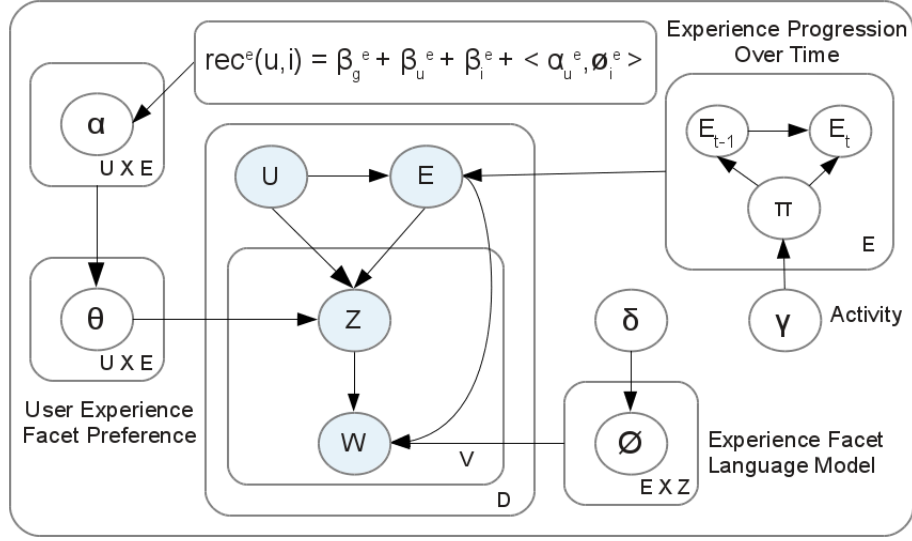 rec^e(u,i) = β_g^e + β_u^e + β_i^e + < α_u^e, ø_i^e >
Experience Progression
Over Time
α
U X E
E_t-1
E_t
π
E
U
E
θ
U X E
Z
δ
γ
Activity
User Experience
Facet Preference
W
V
D
Ø
E X Z
Experience Facet
Language Model